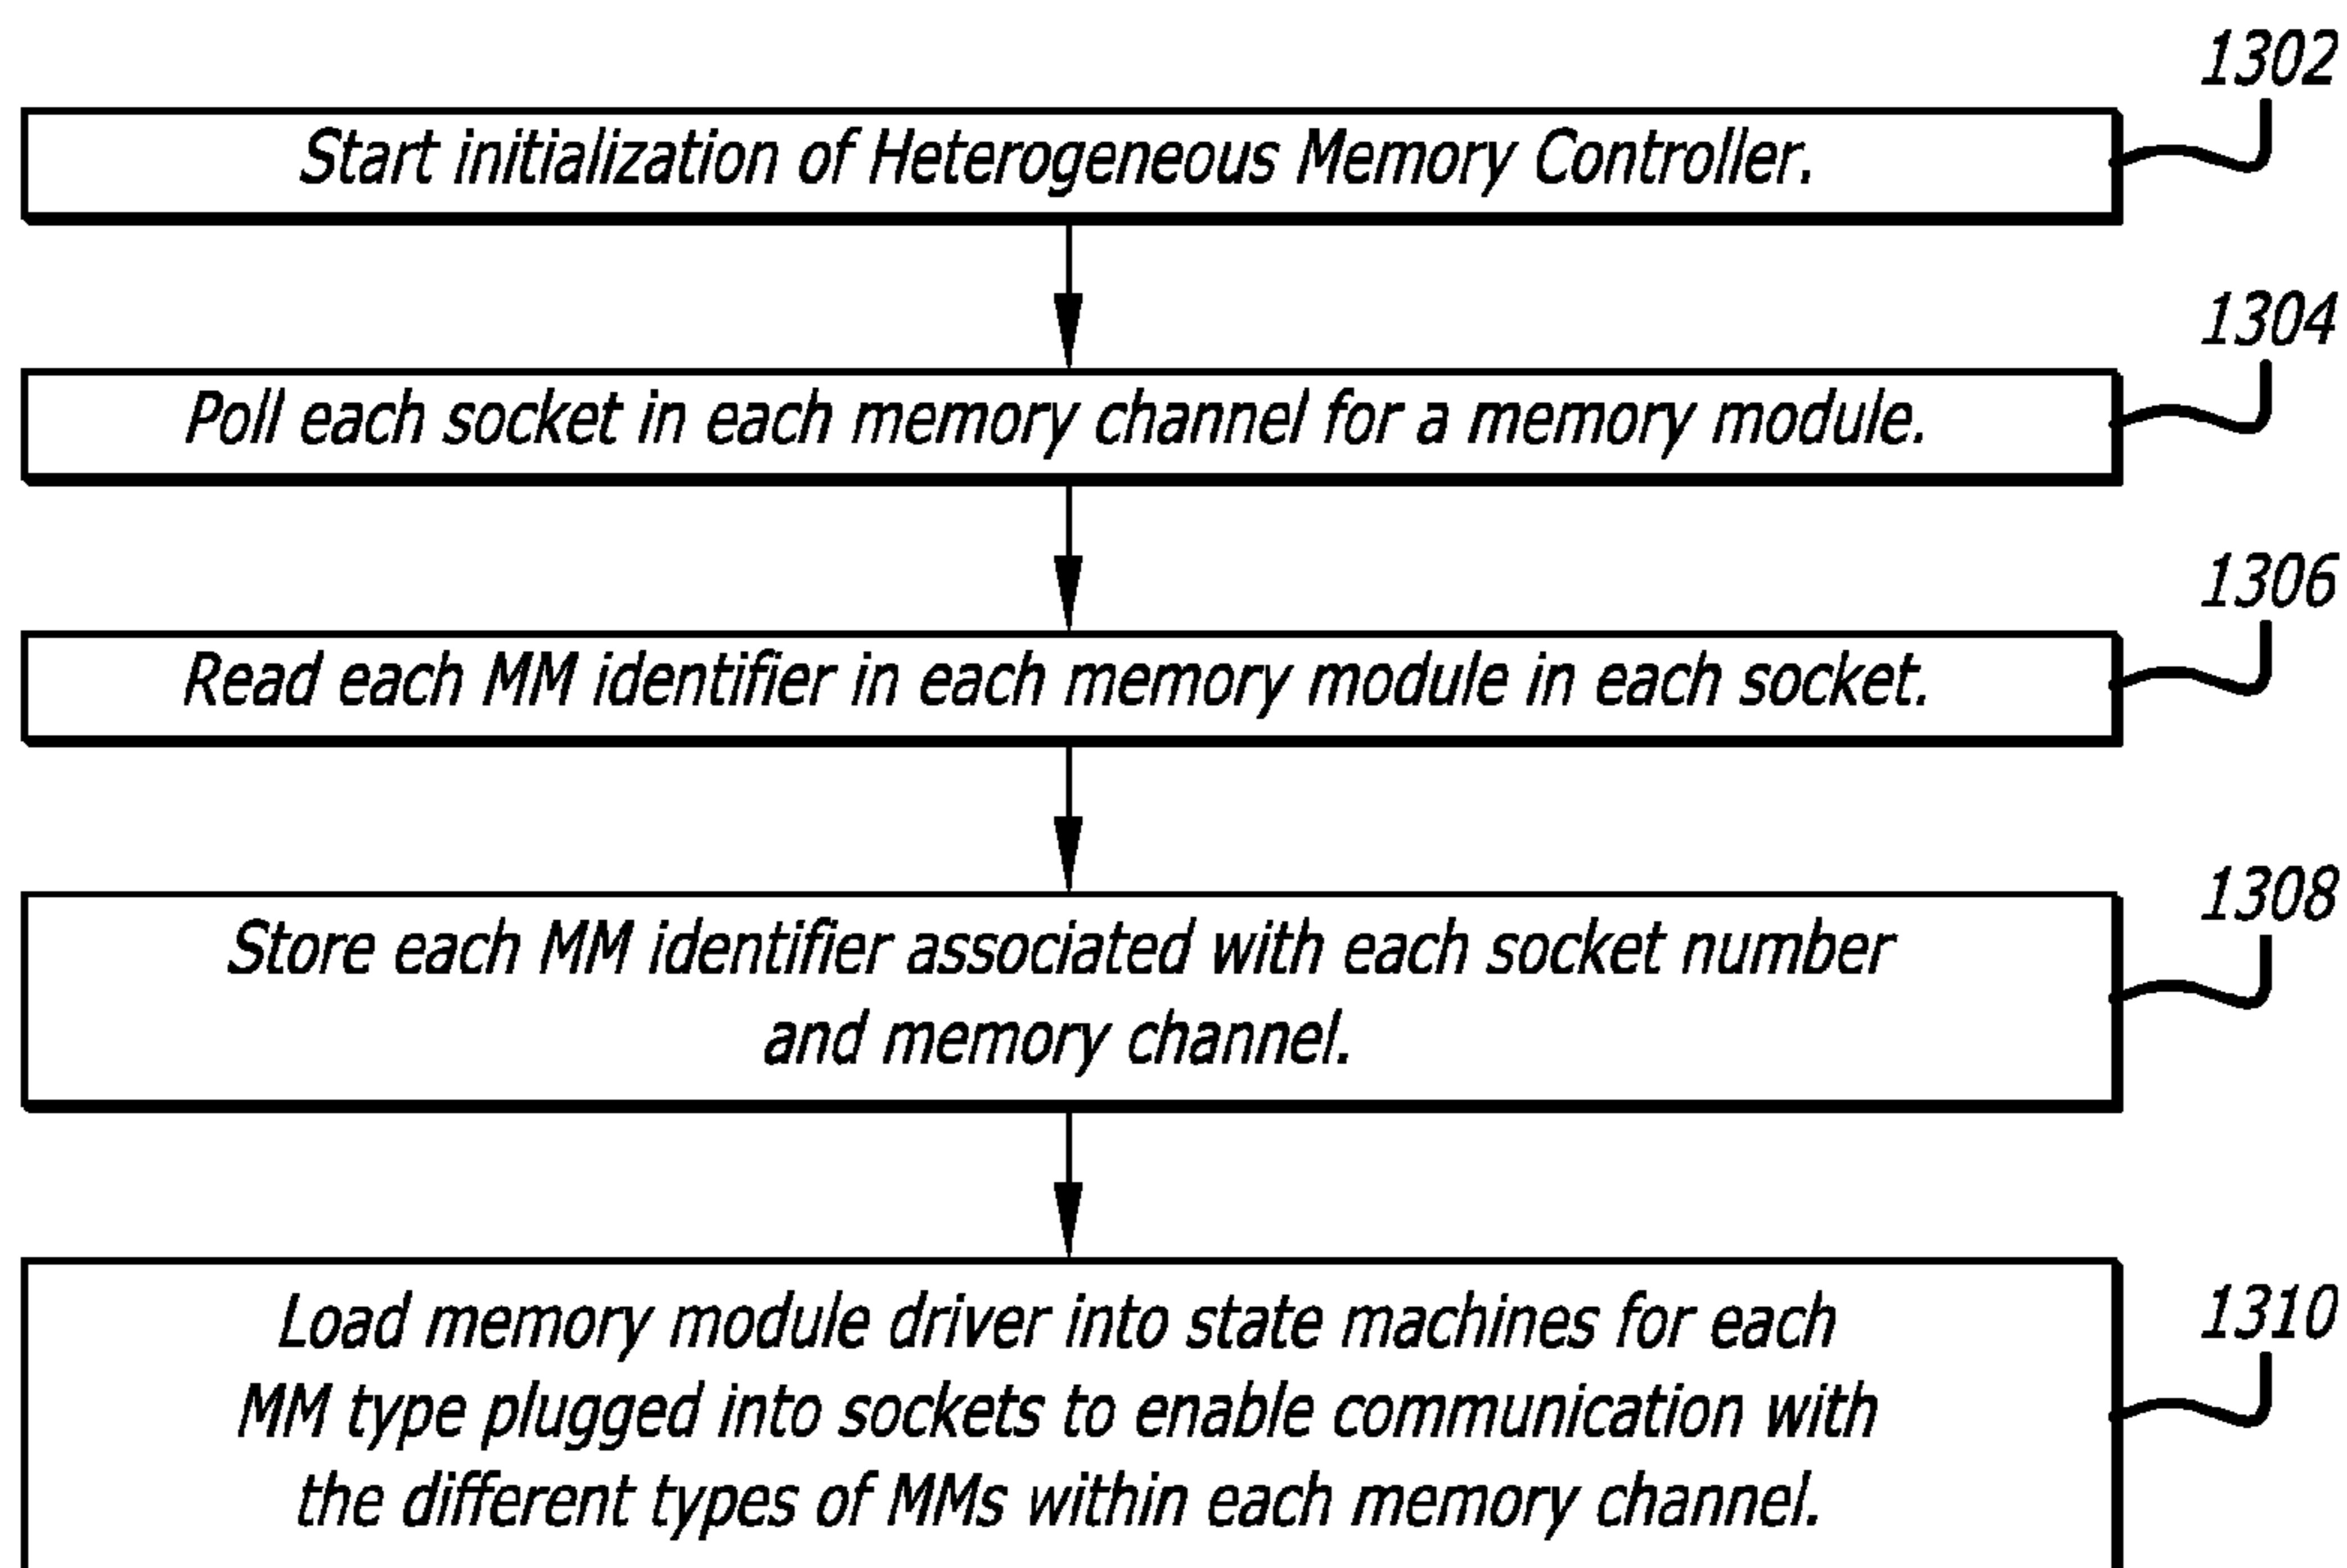 1302
Start initialization of Heterogeneous Memory Controller.
1304
Poll each socket in each memory channel for a memory module.
1306
Read each MM identifier in each memory module in each socket.
1308
Store each MM identifier associated with each socket number
and memory channel.
1310
Load memory module driver into state machines for each
MM type plugged into sockets to enable communication with
the different types of MMs within each memory channel.